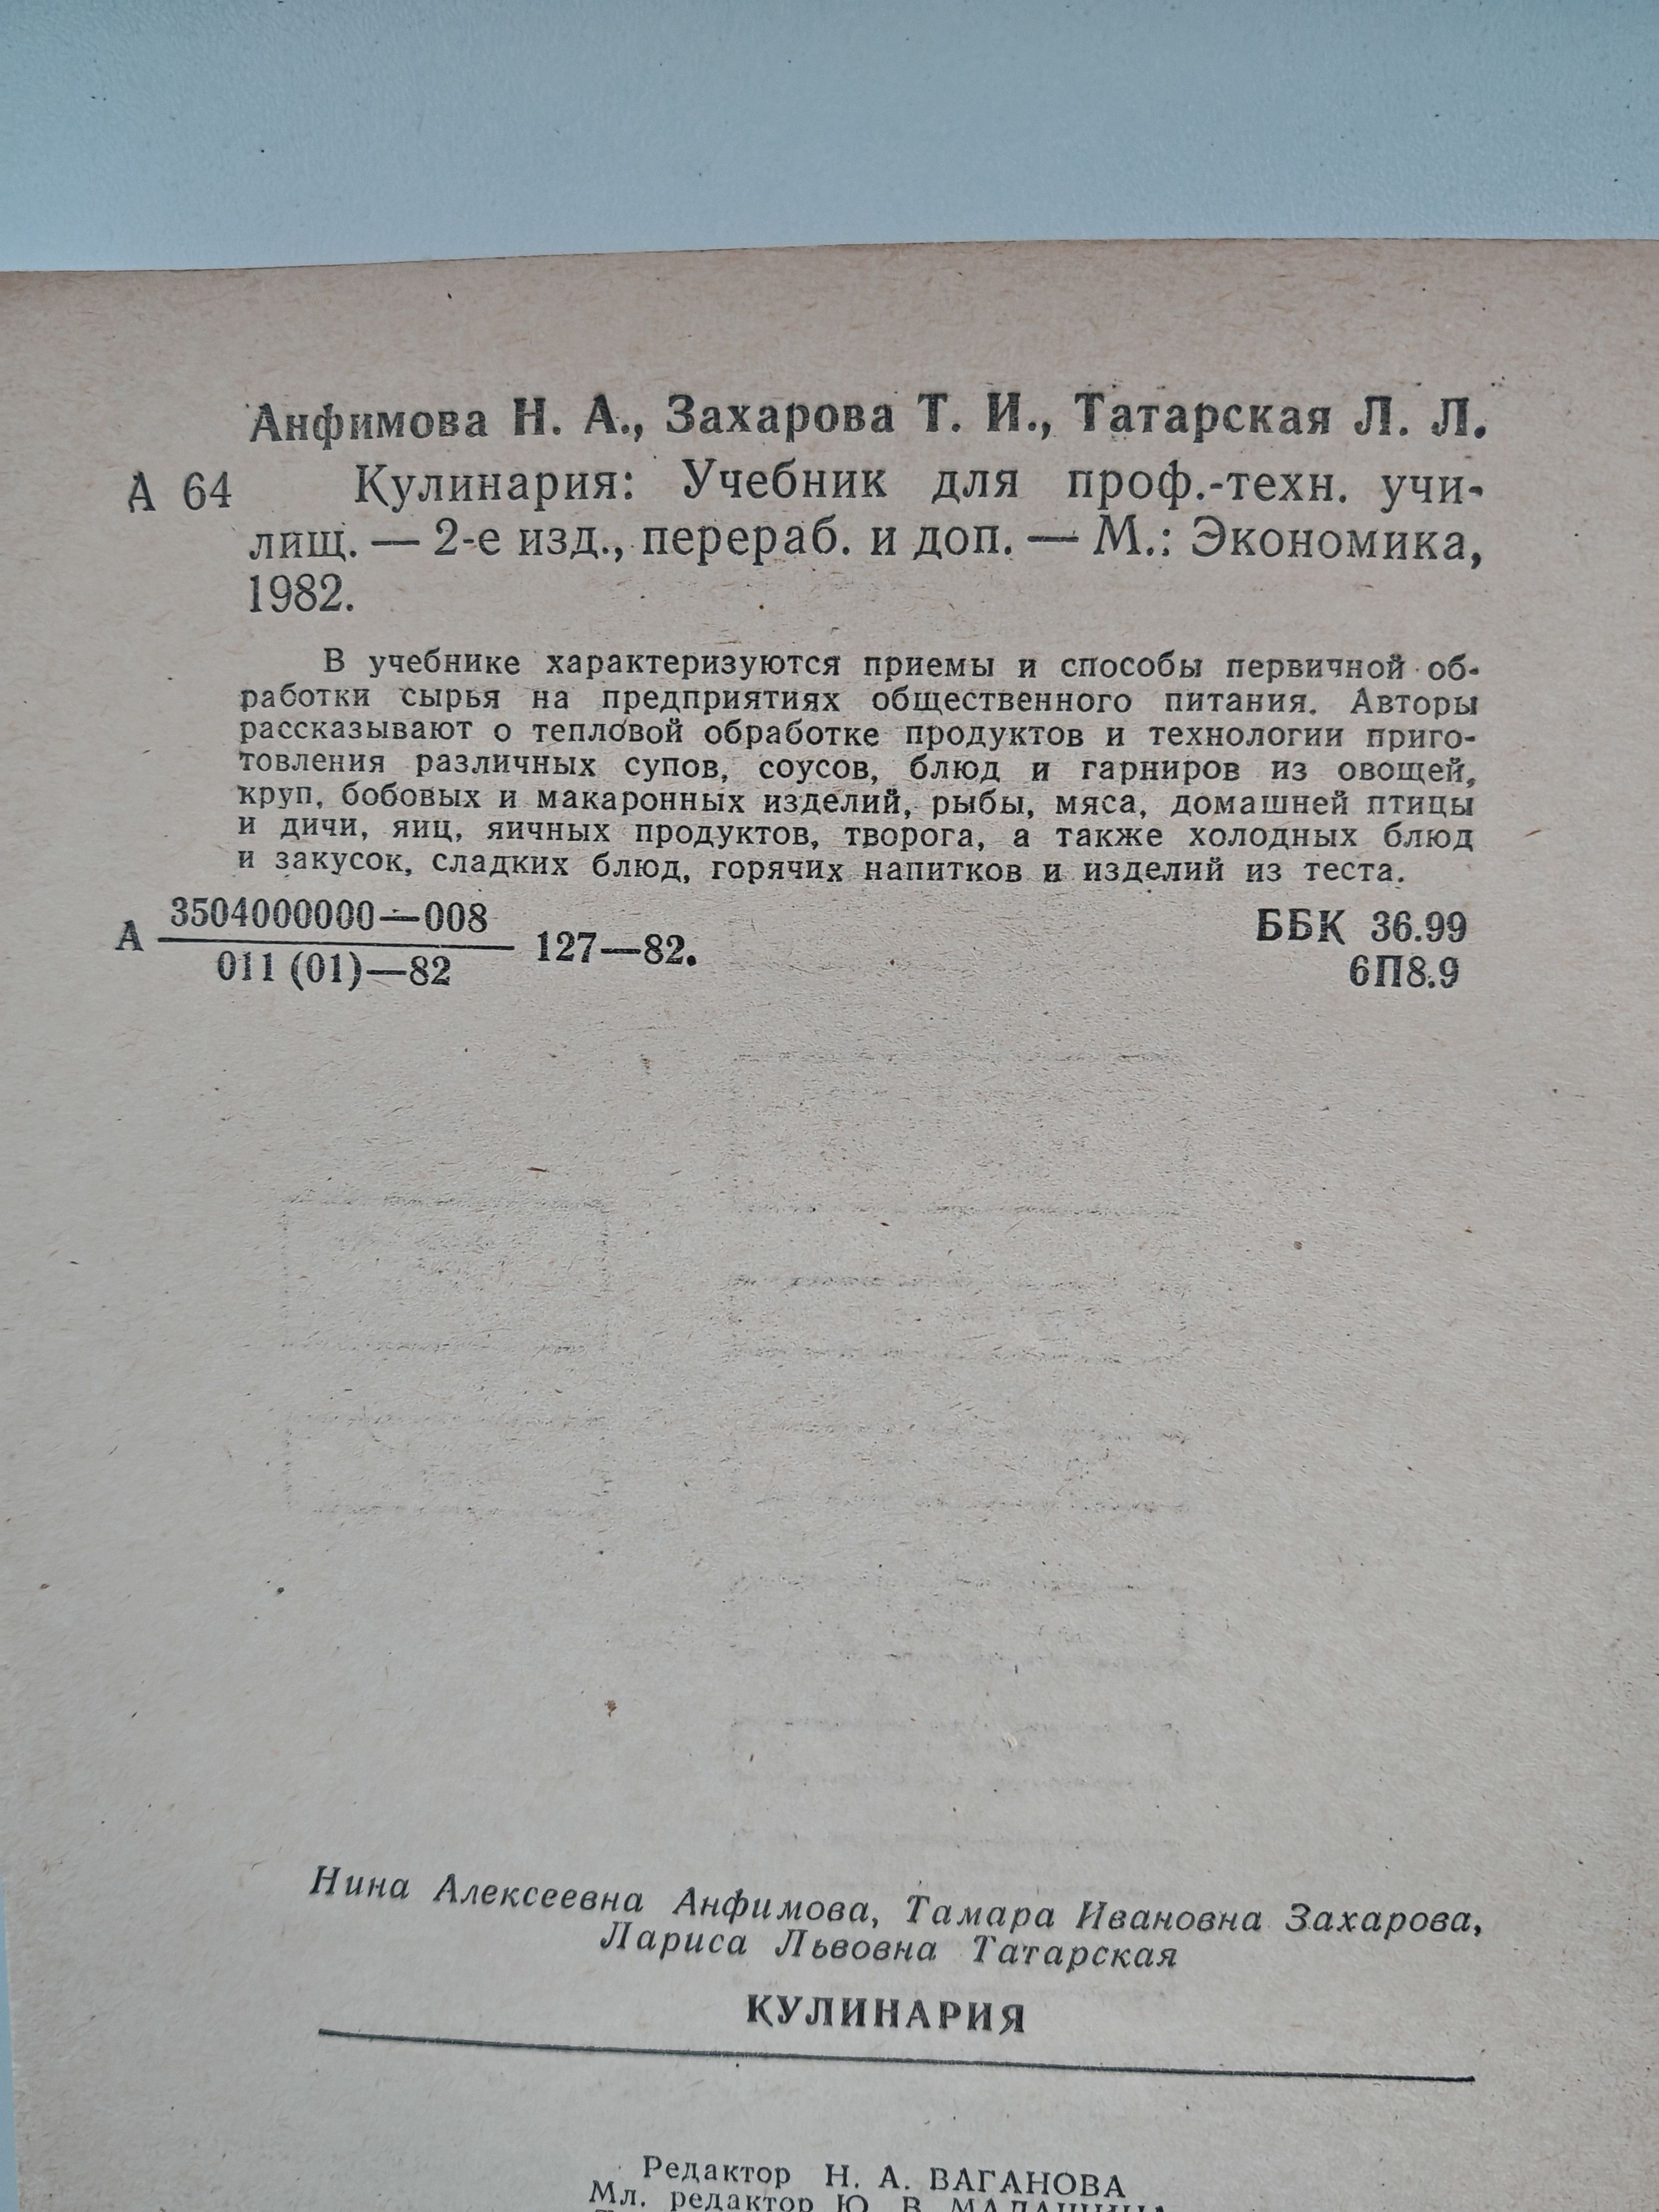 Анфимова Н. А., Захарова Т. И., Татарская Л. Л.
А 64 Кулинария: Учебник для проф.-техн. учи-
лищ. — 2-е изд., перераб. и доп. — М.: Экономика,
1982.
В учебнике характеризуются приемы и способы первичной об-
работки сырья на предприятиях общественного питания. Авторы
рассказывают о тепловой обработке продуктов и технологии приго-
товления различных супов, соусов, блюд и гарниров из овощей,
круп, бобовых и макаронных изделий, рыбы, мяса, домашней птицы
и дичи, яиц, яичных продуктов, творога, а также холодных блюд
и закусок, сладких блюд, горячих напитков и изделий из теста.
А 3504000000—008
011 (01)—82
127—82.
ББК 36.99
6П8.9
Нина Алексеевна Анфимова, Тамара Ивановна Захарова,
Лариса Львовна Татарская
КУЛИНАРИЯ
Редактор Н. А. ВАГАНОВА
Мл. редактор Ю. В. МАЛАШИНА